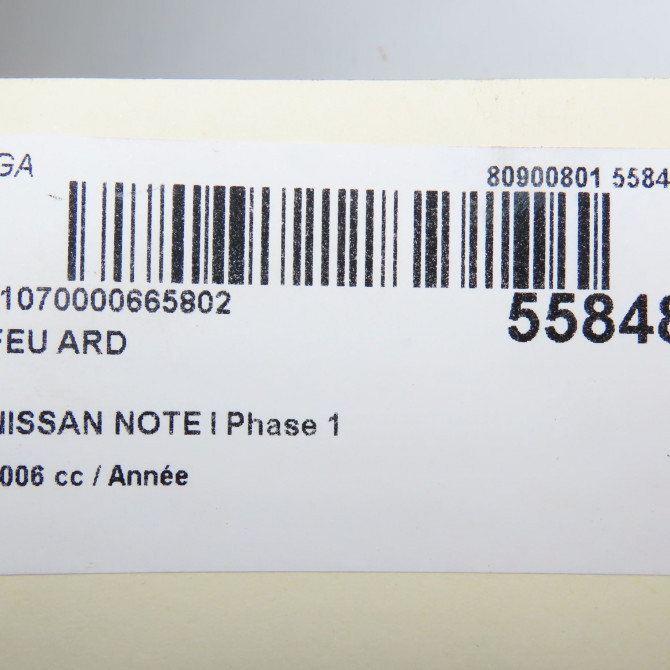 GA
80900801 5584
1070000665802
55848
FEU ARD
NISSAN NOTE I Phase 1
006 cc / Année